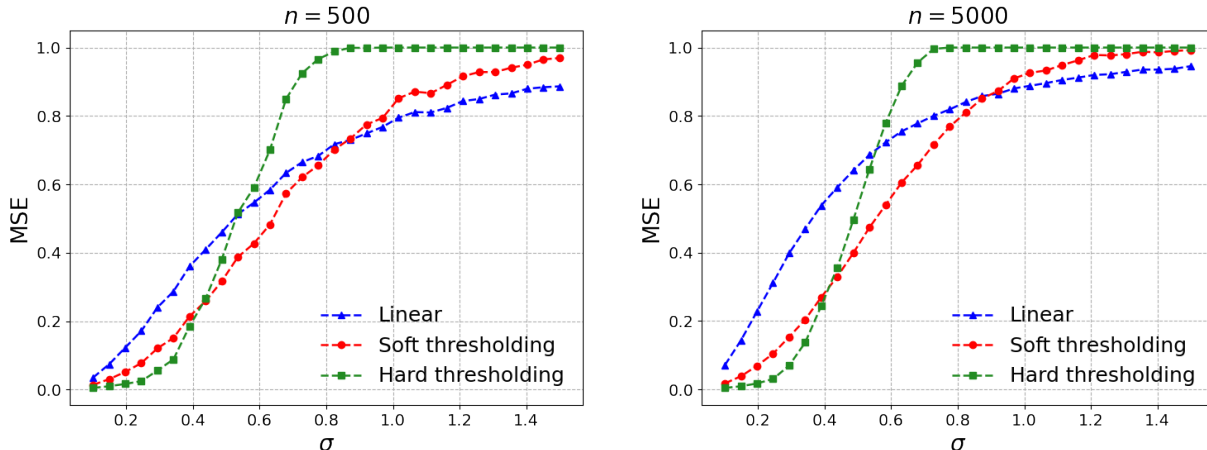 n = 500
1.0
0.8
0.6
0.4
0.2
0.0
MSE
Linear
Soft thresholding
Hard thresholding
0.2 0.4 0.6 0.8 1.0 1.2 1.4
σ
n = 5000
1.0
0.8
0.6
0.4
0.2
0.0
MSE
Linear
Soft thresholding
Hard thresholding
0.2 0.4 0.6 0.8 1.0 1.2 1.4
σ